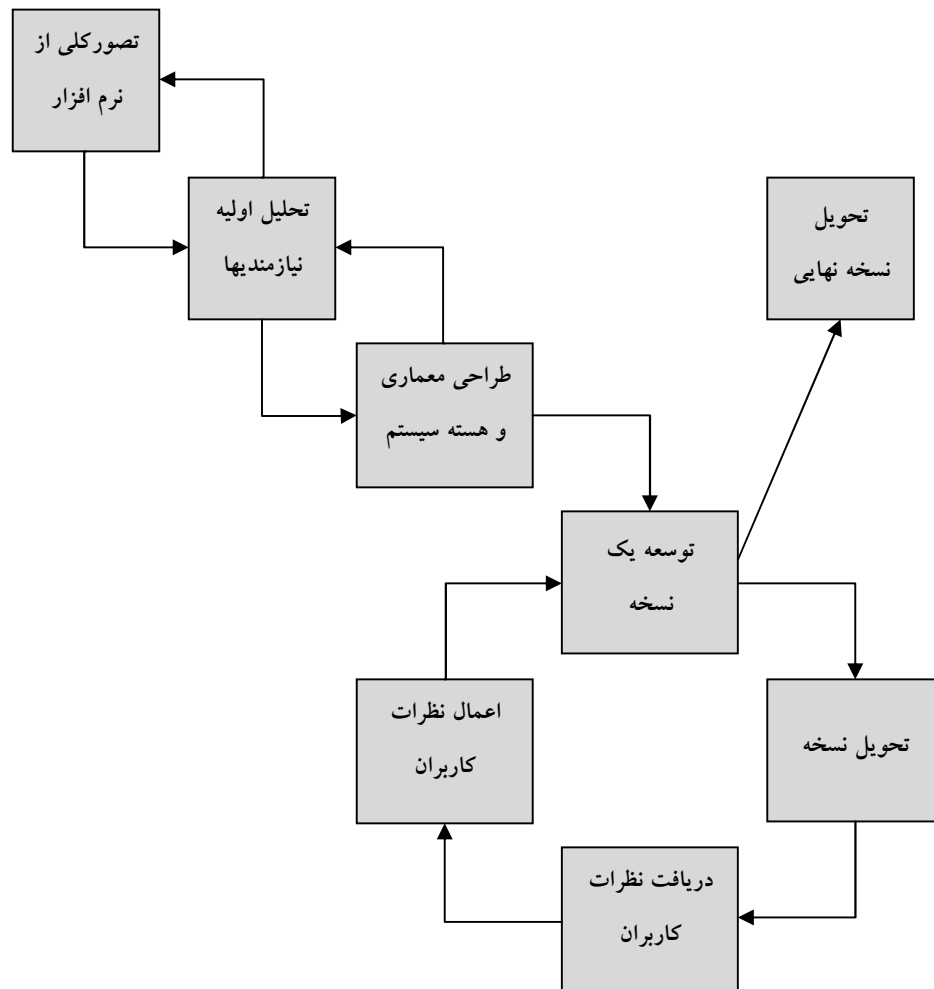 تصورکلی از
نرم افزار
تحلیل اولیه
نیازمندیها
تحویل
نسخه نهایی
طراحی معماری
و هسته سیستم
توسعه یک
نسخه
اعمال نظرات
کاربران
تحویل نسخه
دریافت نظرات
کاربران